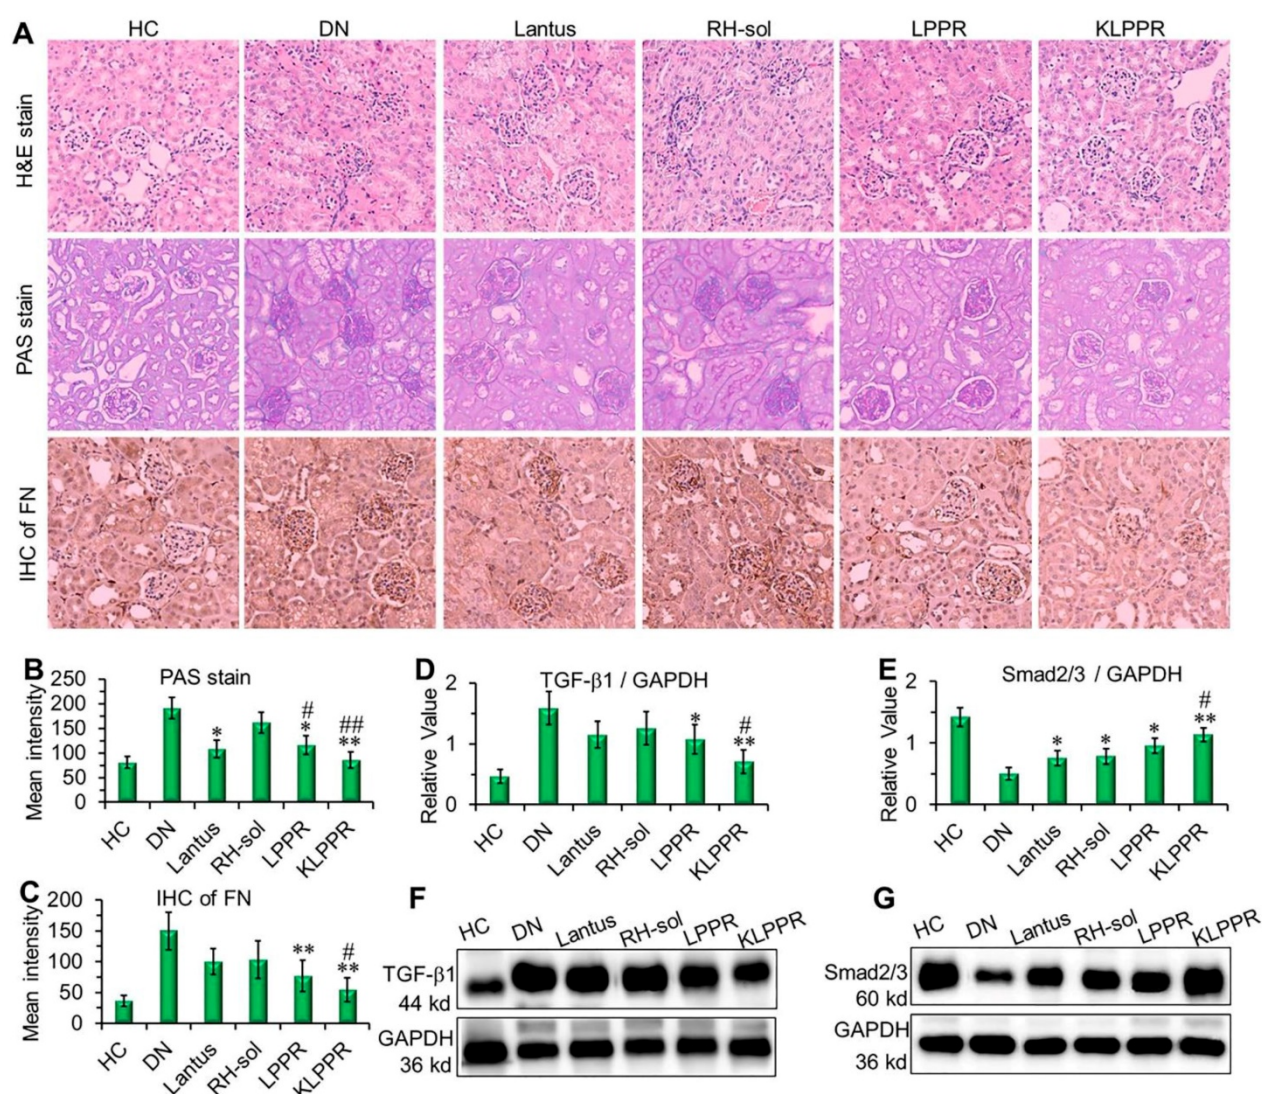 A HC DN Lantus RH-sol LPPR KLPPR
H&E stain
PAS stain
IHC of FN
B PAS stain
Mean intensity
250
200
150
100
50
0
* # * ## **
HC DN Lantus RH-sol LPPR KLPPR
C IHC of FN
Mean intensity
200
150
100
50
0
** # **
HC DN Lantus RH-sol LPPR KLPPR
D TGF-β1 / GAPDH
Relative Value
2
1
0
* # **
HC DN Lantus RH-sol LPPR KLPPR
E Smad2/3 / GAPDH
Relative Value
2
1
0
* * * # **
HC DN Lantus RH-sol LPPR KLPPR
F HC DN Lantus RH-sol LPPR KLPPR
TGF-β1
44 kd
GAPDH
36 kd
G HC DN Lantus RH-sol LPPR KLPPR
Smad2/3
60 kd
GAPDH
36 kd